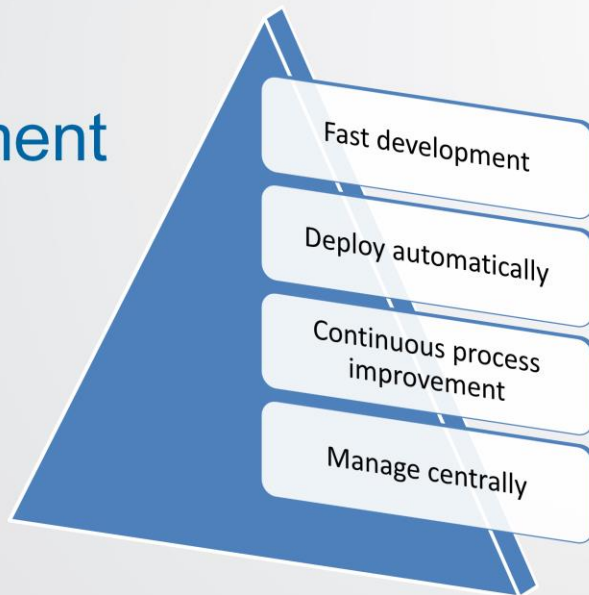 ment
Fast development
Deploy automatically
Continuous process
improvement
Manage centrally